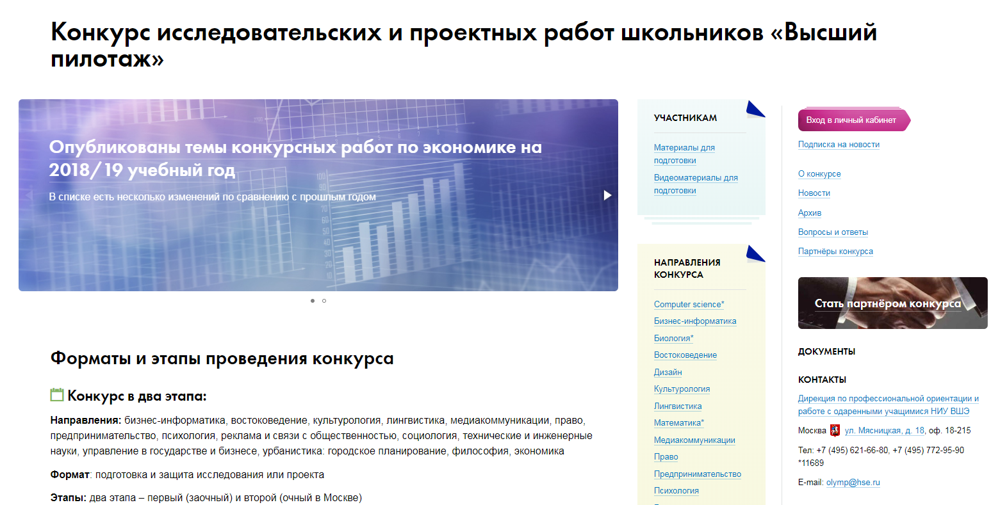 Конкурс исследовательских и проектных работ школьников «Высший
пилотаж»
Опубликованы темы конкурсных работ по экономике на
2018/19 учебный год
В списке есть несколько изменений по сравнению с прошлым годом
Форматы и этапы проведения конкурса
Конкурс в два этапа:
Направления: бизнес-информатика, востоковедение, культурология, лингвистика, медиакоммуникации, право,
предпринимательство, психология, реклама и связи с общественностью, социология, технические и инженерные
науки, управление в государстве и бизнесе, урбанистика: городское планирование, философия, экономика
Формат: подготовка и защита исследования или проекта
Этапы: два этапа – первый (заочный) и второй (очный в Москве)
УЧАСТНИКАМ
Материалы для
подготовки
Видеоматериалы для
подготовки
НАПРАВЛЕНИЯ
КОНКУРСА
Computer science*
Бизнес-информатика
Биология*
Востоковедение
Дизайн
Культурология
Лингвистика
Математика*
Медиакоммуникации
Право
Предпринимательство
Психология
Вход в личный кабинет
Подписка на новости
О конкурсе
Новости
Архив
Вопросы и ответы
Партнёры конкурса
Стать партнёром конкурса
ДОКУМЕНТЫ
КОНТАКТЫ
Дирекция по профессиональной ориентации и
работе с одаренными учащимися НИУ ВШЭ
Москва ул. Мясницкая, д. 18, оф. 18-215
Тел: +7 (495) 621-66-80, +7 (495) 772-95-90
*11689
E-mail: olymp@hse.ru